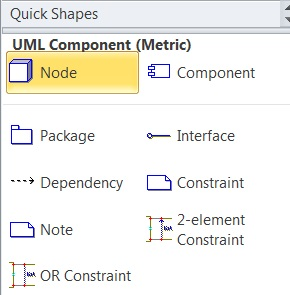 Quick Shapes
UML Component (Metric)
Node
Component
Package
Interface
Dependency
Constraint
Note
2-element
Constraint
OR Constraint